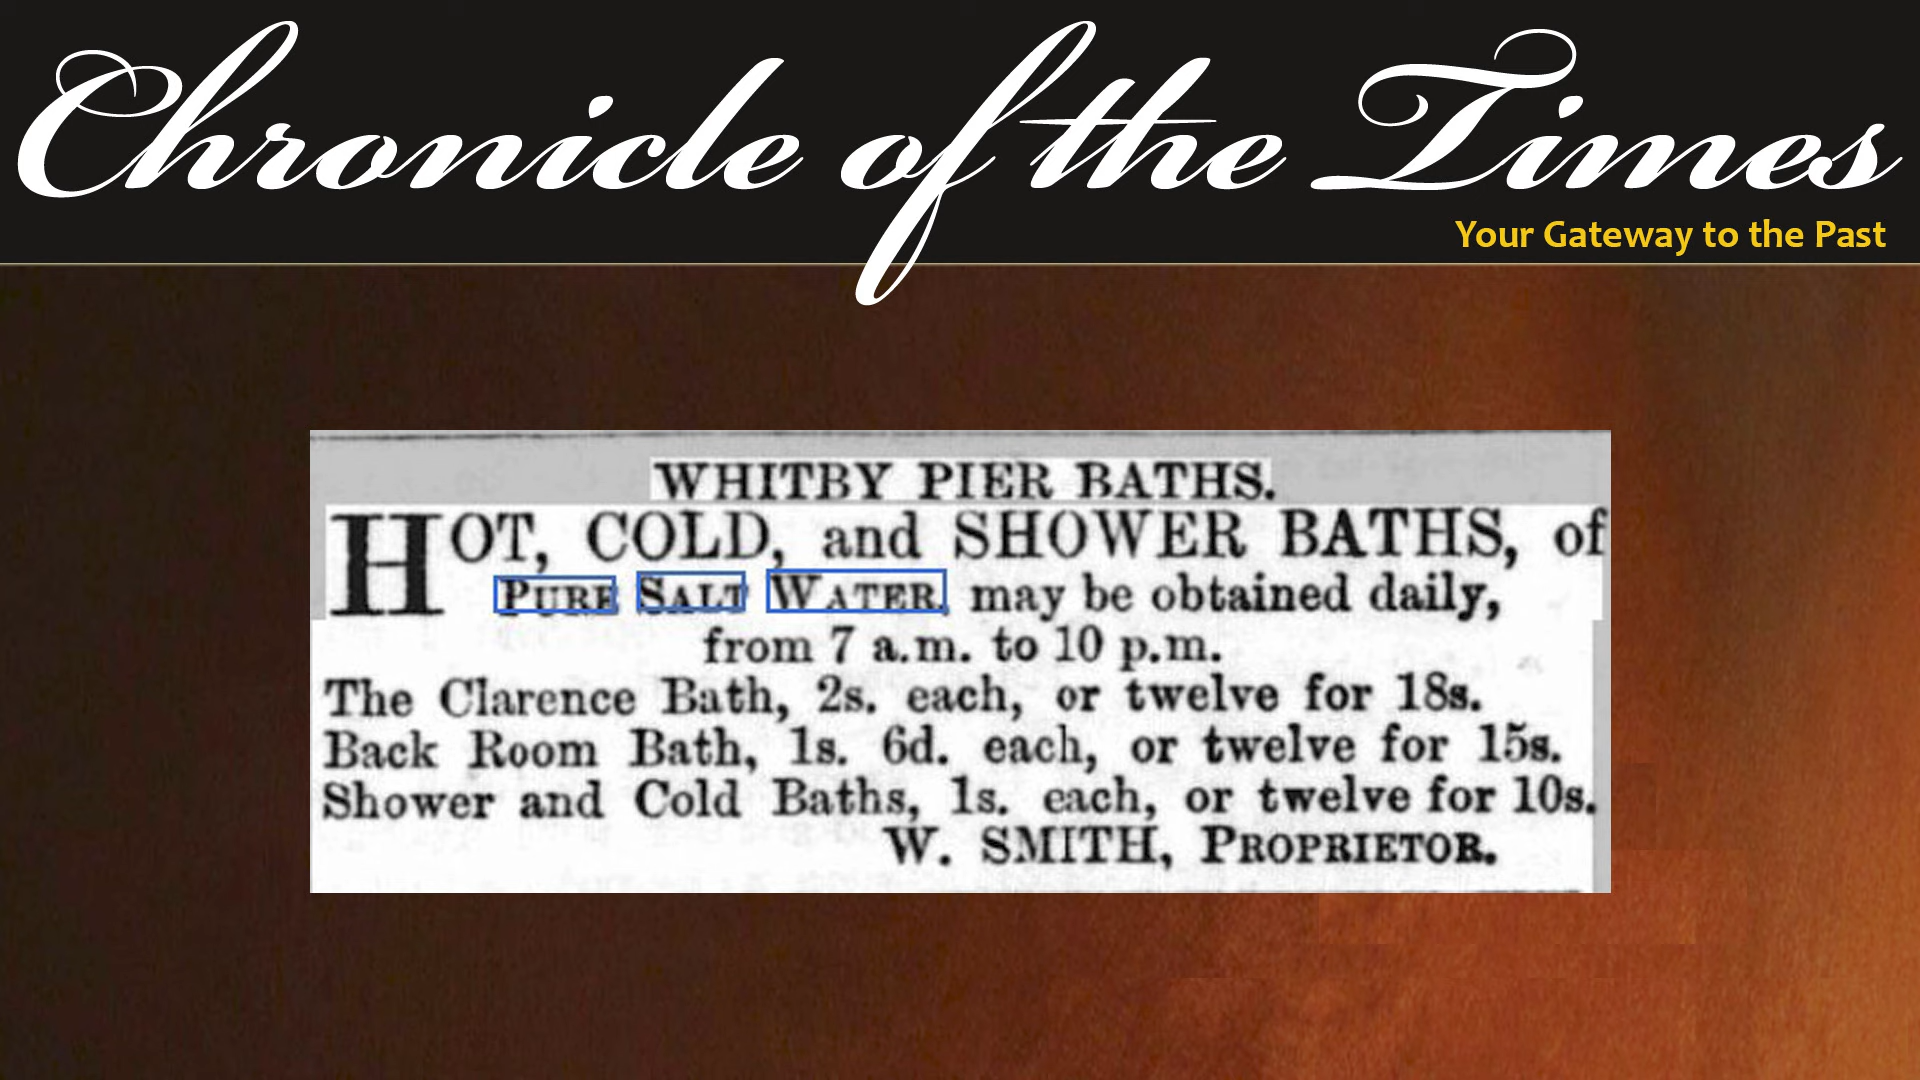 Chronicle of the Times
Your Gateway to the Past
WHITBY PIER BATHS.
HOT, COLD, and SHOWER BATHS, of
PURE SALT WATER, may be obtained daily,
from 7 a.m. to 10 p.m.
The Clarence Bath, 2s. each, or twelve for 18s.
Back Room Bath, 1s. 6d. each, or twelve for 15s.
Shower and Cold Baths, 1s. each, or twelve for 10s.
W. SMITH, PROPRIETOR.